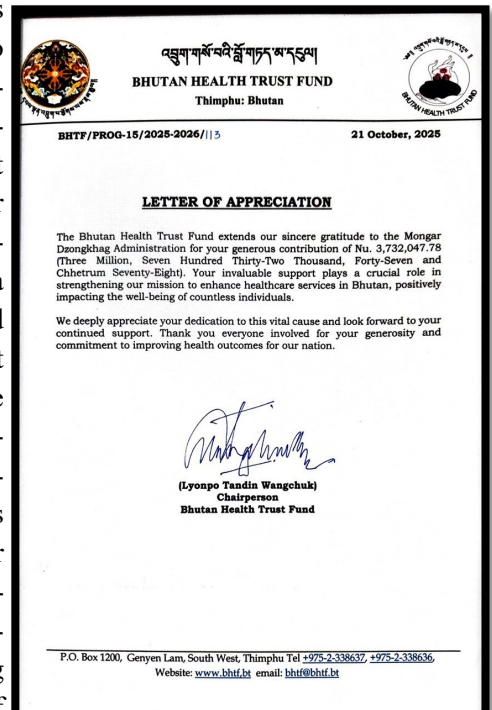 འབྲུག་གསོ་བའི་བློ་གཏད་མ་དངུལ།
BHUTAN HEALTH TRUST FUND
Thimphu: Bhutan
BHUTAN HEALTH TRUST FUND
BHTF/PROG-15/2025-2026/113 21 October, 2025
LETTER OF APPRECIATION
The Bhutan Health Trust Fund extends our sincere gratitude to the Mongar
Dzongkhag Administration for your generous contribution of Nu. 3,732,047.78
(Three Million, Seven Hundred Thirty-Two Thousand, Forty-Seven and
Chhetrum Seventy-Eight). Your invaluable support plays a crucial role in
strengthening our mission to enhance healthcare services in Bhutan, positively
impacting the well-being of countless individuals.
We deeply appreciate your dedication to this vital cause and look forward to your
continued support. Thank you everyone involved for your generosity and
commitment to improving health outcomes for our nation.
(Lyonpo Tandin Wangchuk)
Chairperson
Bhutan Health Trust Fund
P.O. Box 1200, Genyen Lam, South West, Thimphu Tel +975-2-338637, +975-2-338636,
Website: www.bhtf,bt email: bhtf@bhtf.bt